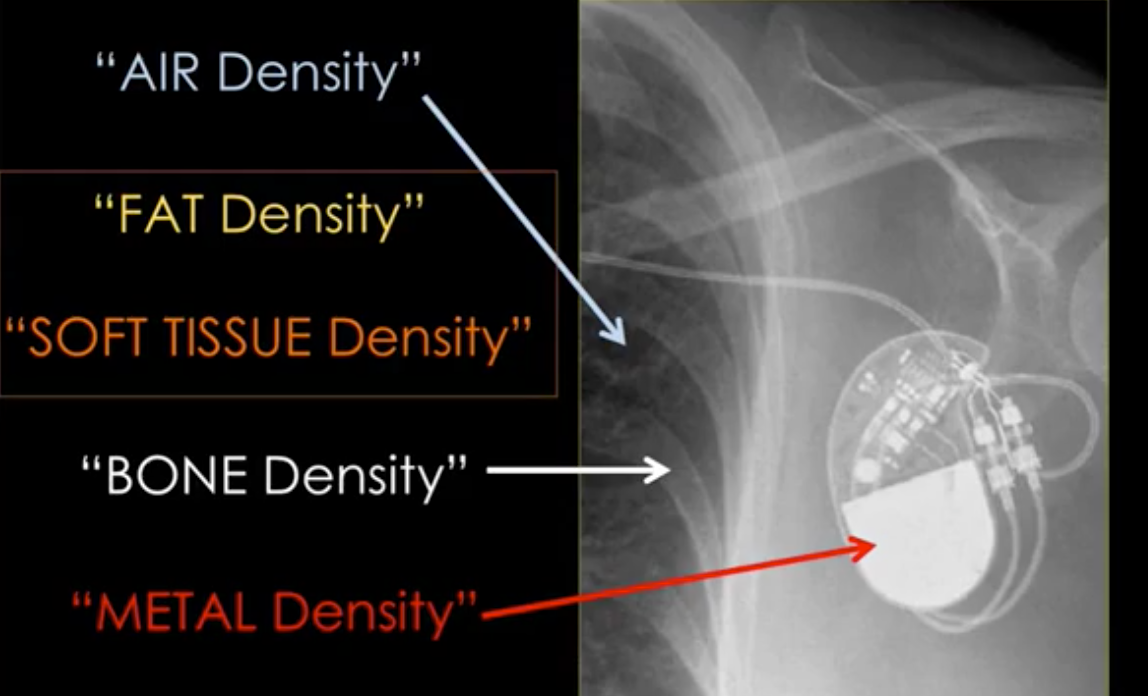 “AIR Density”
“FAT Density”
“SOFT TISSUE Density”
“BONE Density”
“METAL Density”